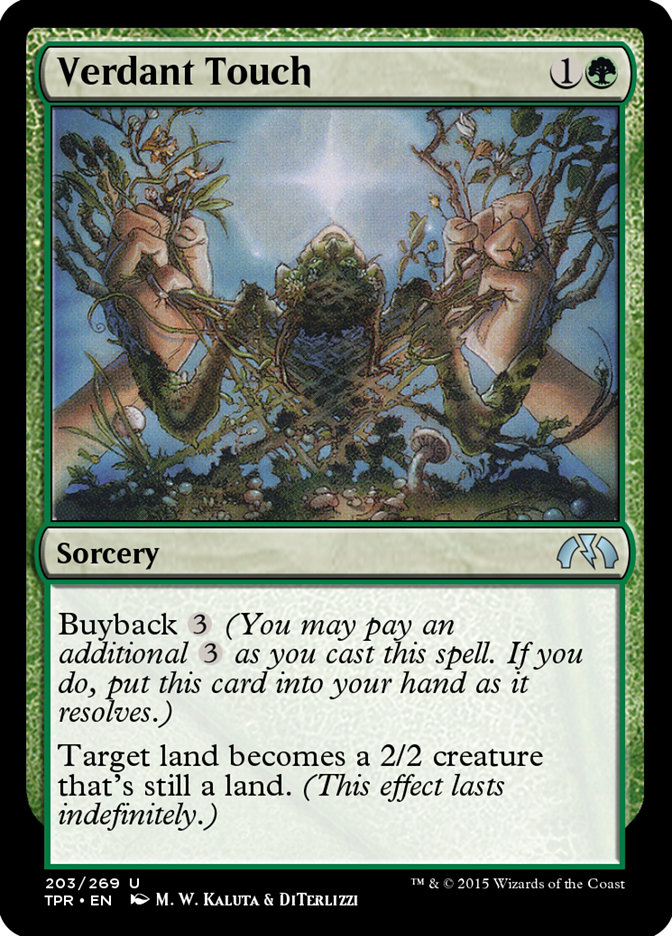 Verdant Touch 1
Sorcery
Buyback 3 (You may pay an
additional 3 as you cast this spell. If you
do, put this card into your hand as it
resolves.)
Target land becomes a 2/2 creature
that's still a land. (This effect lasts
indefinitely.)
203/269 U
TPR • EN M. W. Kaluta & DiTerlizzi
™ & © 2015 Wizards of the Coast